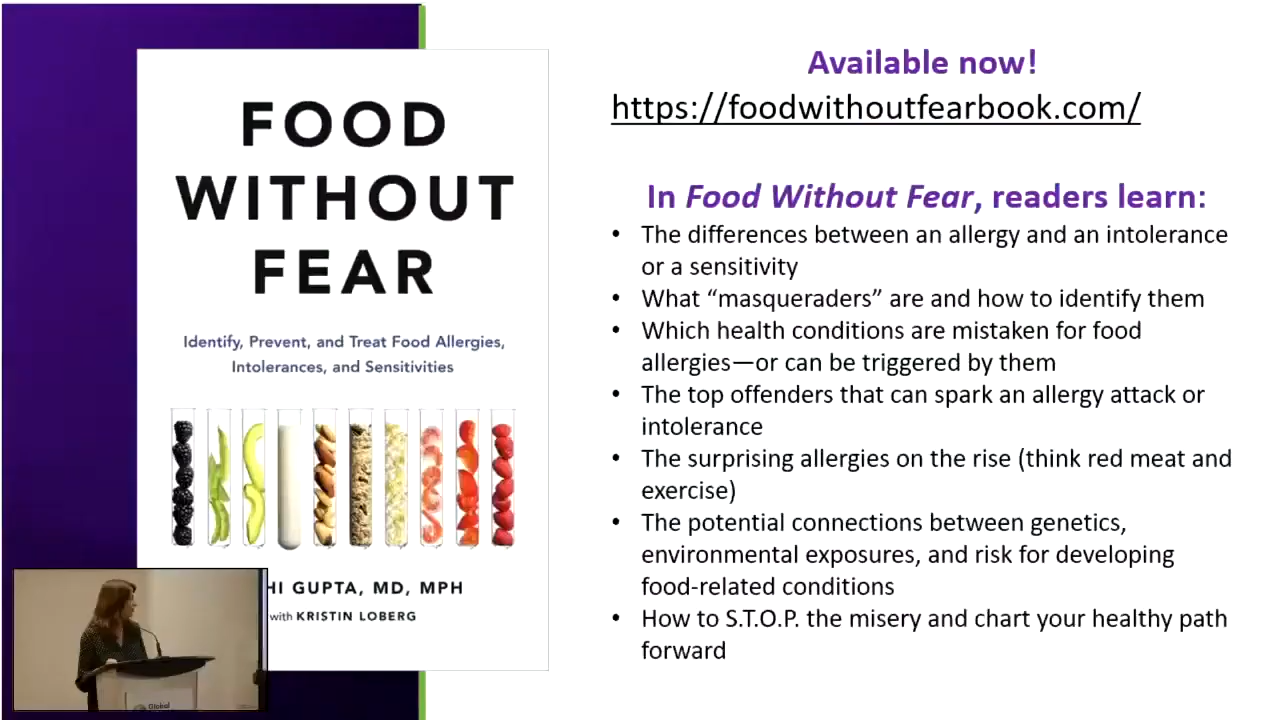 FOOD
WITHOUT
FEAR
Identify, Prevent, and Treat Food Allergies,
Intolerances, and Sensitivities
HI GUPTA, MD, MPH
with KRISTIN LOBERG
Global
Available now!
https://foodwithoutfearbook.com/
In Food Without Fear, readers learn:
• The differences between an allergy and an intolerance
or a sensitivity
• What “masqueraders” are and how to identify them
• Which health conditions are mistaken for food
allergies—or can be triggered by them
• The top offenders that can spark an allergy attack or
intolerance
• The surprising allergies on the rise (think red meat and
exercise)
• The potential connections between genetics,
environmental exposures, and risk for developing
food-related conditions
• How to S.T.O.P. the misery and chart your healthy path
forward